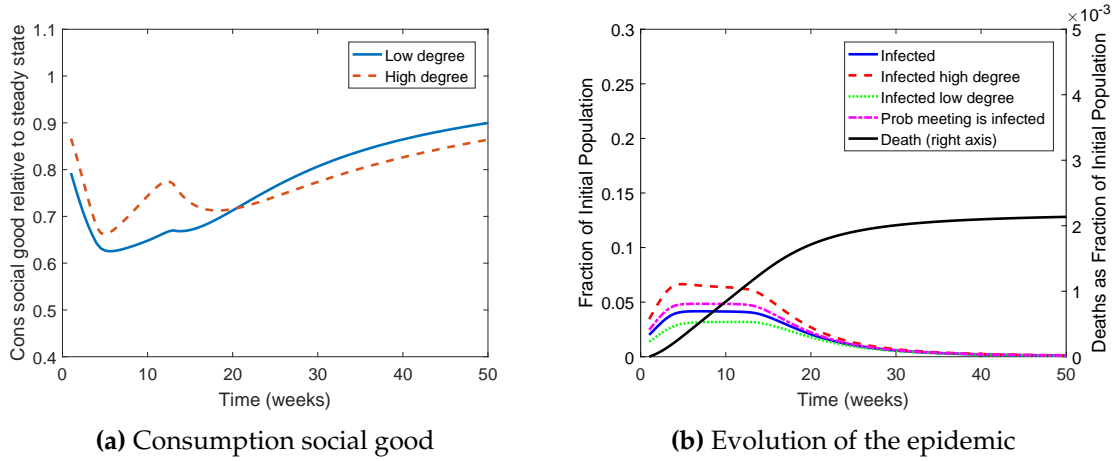 Cons social good relative to steady state
1.1
1
0.9
0.8
0.7
0.6
0.5
0.4
0 10 20 30 40 50
Time (weeks)
Low degree
High degree
(a) Consumption social good
Fraction of Initial Population
0.3
0.25
0.2
0.15
0.1
0.05
0
0 10 20 30 40 50
Time (weeks)
Infected
Infected high degree
Infected low degree
Prob meeting is infected
Death (right axis)
×10⁻³
5
4
3
2
1
0
Deaths as Fraction of Initial Population
(b) Evolution of the epidemic